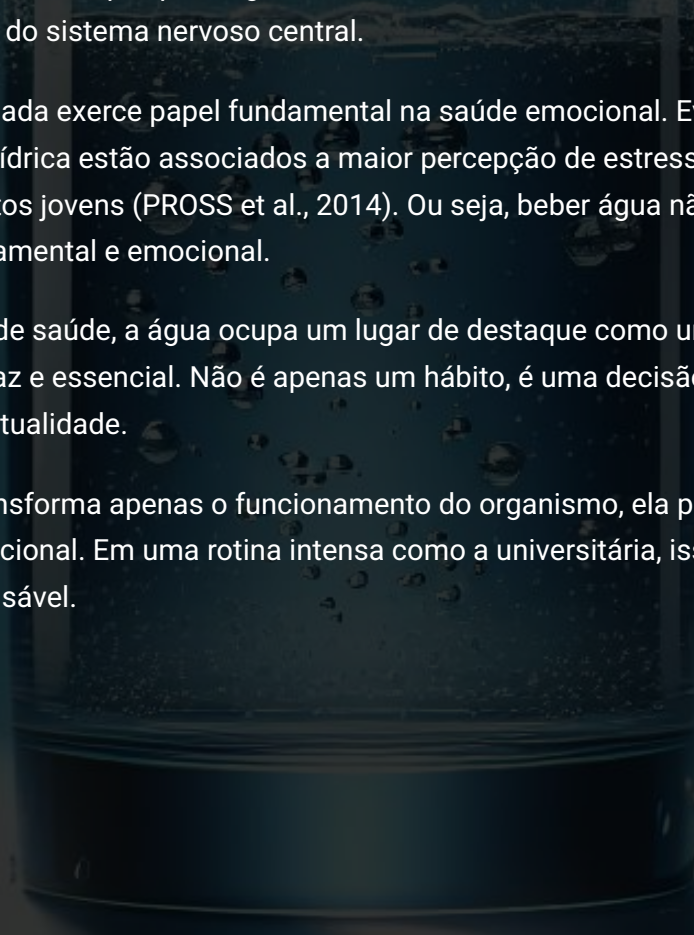 do sistema nervoso central.
ada exerce papel fundamental na saúde emocional. E
ídrica estão associados a maior percepção de estress
tos jovens (PROSS et al., 2014). Ou seja, beber água nã
amental e emocional.
de saúde, a água ocupa um lugar de destaque como u
az e essencial. Não é apenas um hábito, é uma decisão
tualidade.
nsforma apenas o funcionamento do organismo, ela p
cional. Em uma rotina intensa como a universitária, iss
sável.